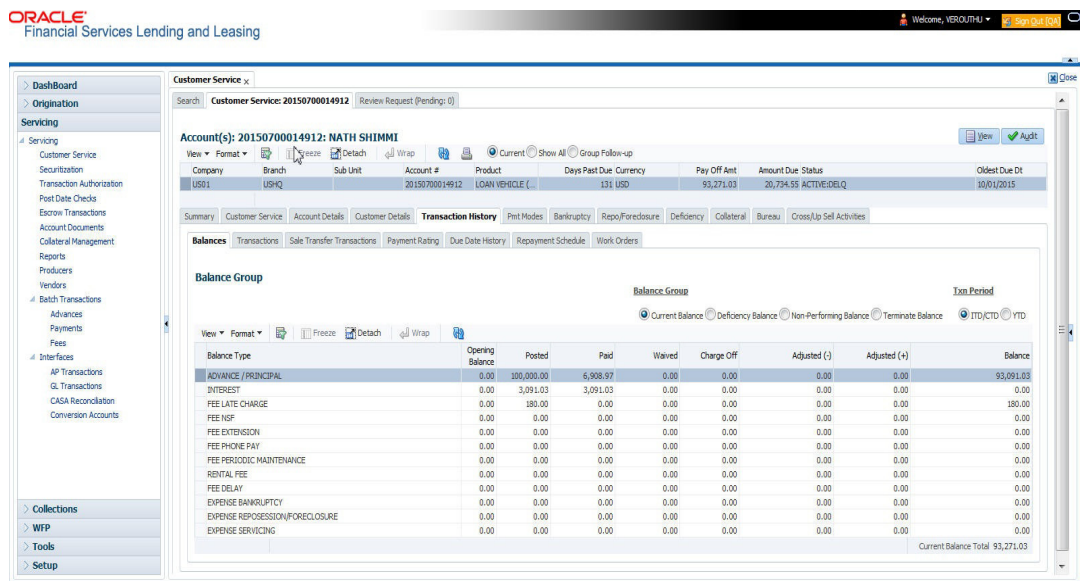 ORACLE
Financial Services Lending and Leasing
Welcome, VEROUTHU
Sign Out [QA]
Close
DashBoard
Origination
Servicing
Servicing
Customer Service
Securitization
Transaction Authorization
Post Date Checks
Escrow Transactions
Account Documents
Collateral Management
Reports
Producers
Vendors
Batch Transactions
Advances
Payments
Fees
Interfaces
AP Transactions
GL Transactions
CASA Reconciliation
Conversion Accounts
Collections
WFP
Tools
Setup
Customer Service x
Search Customer Service: 20150700014912 Review Request (Pending: 0)
Account(s): 20150700014912: NATH SHIMMI
View Audit
View Format Freeze Detach Wrap Current Show All Group Follow-up
Company Branch Sub Unit Account # Product Days Past Due Currency Pay Off Amt Amount Due Status Oldest Due Dt
US01 USHQ 20150700014912 LOAN VEHICLE (... 131 USD 93,271.03 20,734.55 ACTIVE:DELQ 10/01/2015
Summary Customer Service Account Details Customer Details Transaction History Pmt Modes Bankruptcy Repo/Foreclosure Deficiency Collateral Bureau Cross/Up Sell Activities
Balances Transactions Sale Transfer Transactions Payment Rating Due Date History Repayment Schedule Work Orders
Balance Group
Balance Group Txn Period
Current Balance Deficiency Balance Non-Performing Balance Terminate Balance ITD/CTD YTD
View Format Freeze Detach Wrap
Balance Type Opening Balance Posted Paid Waived Charge Off Adjusted (-) Adjusted (+) Balance
ADVANCE / PRINCIPAL 0.00 100,000.00 6,908.97 0.00 0.00 0.00 0.00 93,091.03
INTEREST 0.00 3,091.03 3,091.03 0.00 0.00 0.00 0.00 0.00
FEE LATE CHARGE 0.00 180.00 0.00 0.00 0.00 0.00 0.00 180.00
FEE NSF 0.00 0.00 0.00 0.00 0.00 0.00 0.00 0.00
FEE EXTENSION 0.00 0.00 0.00 0.00 0.00 0.00 0.00 0.00
FEE PHONE PAY 0.00 0.00 0.00 0.00 0.00 0.00 0.00 0.00
FEE PERIODIC MAINTENANCE 0.00 0.00 0.00 0.00 0.00 0.00 0.00 0.00
RENTAL FEE 0.00 0.00 0.00 0.00 0.00 0.00 0.00 0.00
FEE DELAY 0.00 0.00 0.00 0.00 0.00 0.00 0.00 0.00
EXPENSE BANKRUPTCY 0.00 0.00 0.00 0.00 0.00 0.00 0.00 0.00
EXPENSE REPOSESSION/FORECLOSURE 0.00 0.00 0.00 0.00 0.00 0.00 0.00 0.00
EXPENSE SERVICING 0.00 0.00 0.00 0.00 0.00 0.00 0.00 0.00
Current Balance Total 93,271.03